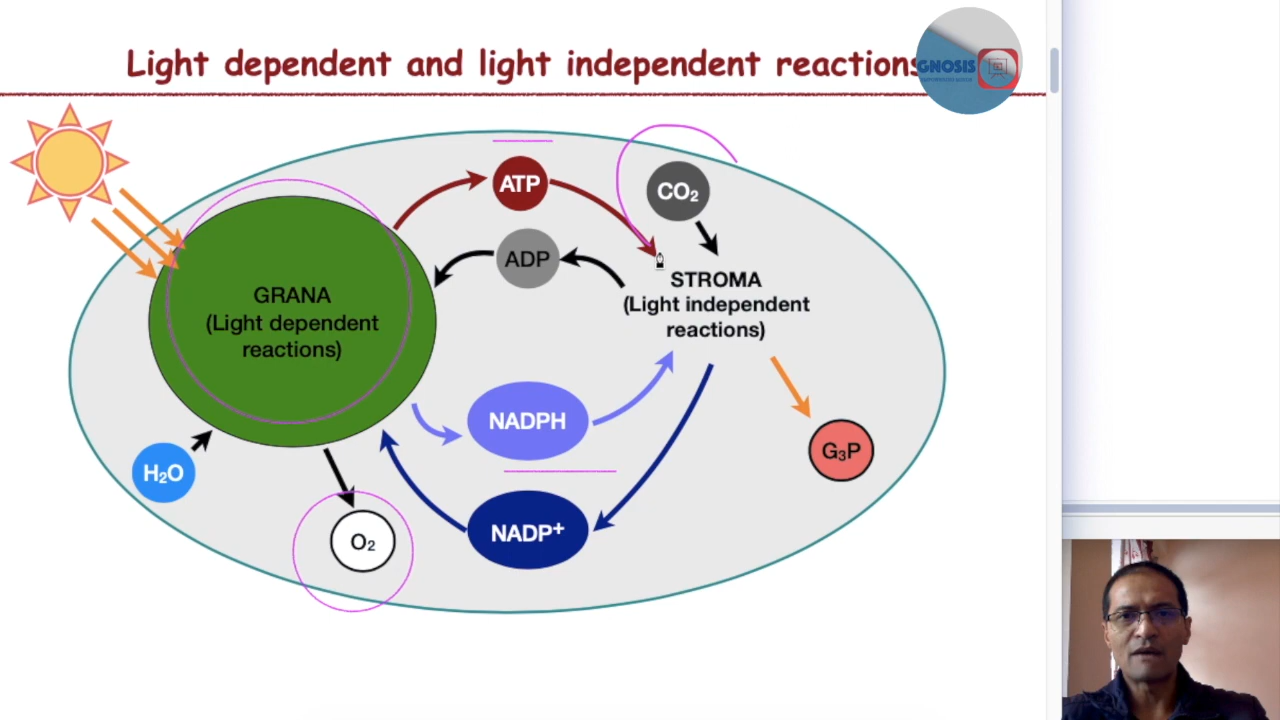 Light dependent and light independent reactions
GNOSIS
ATP
CO₂
ADP
STROMA
(Light independent
reactions)
GRANA
(Light dependent
reactions)
NADPH
G₃P
H₂O
NADP⁺
O₂